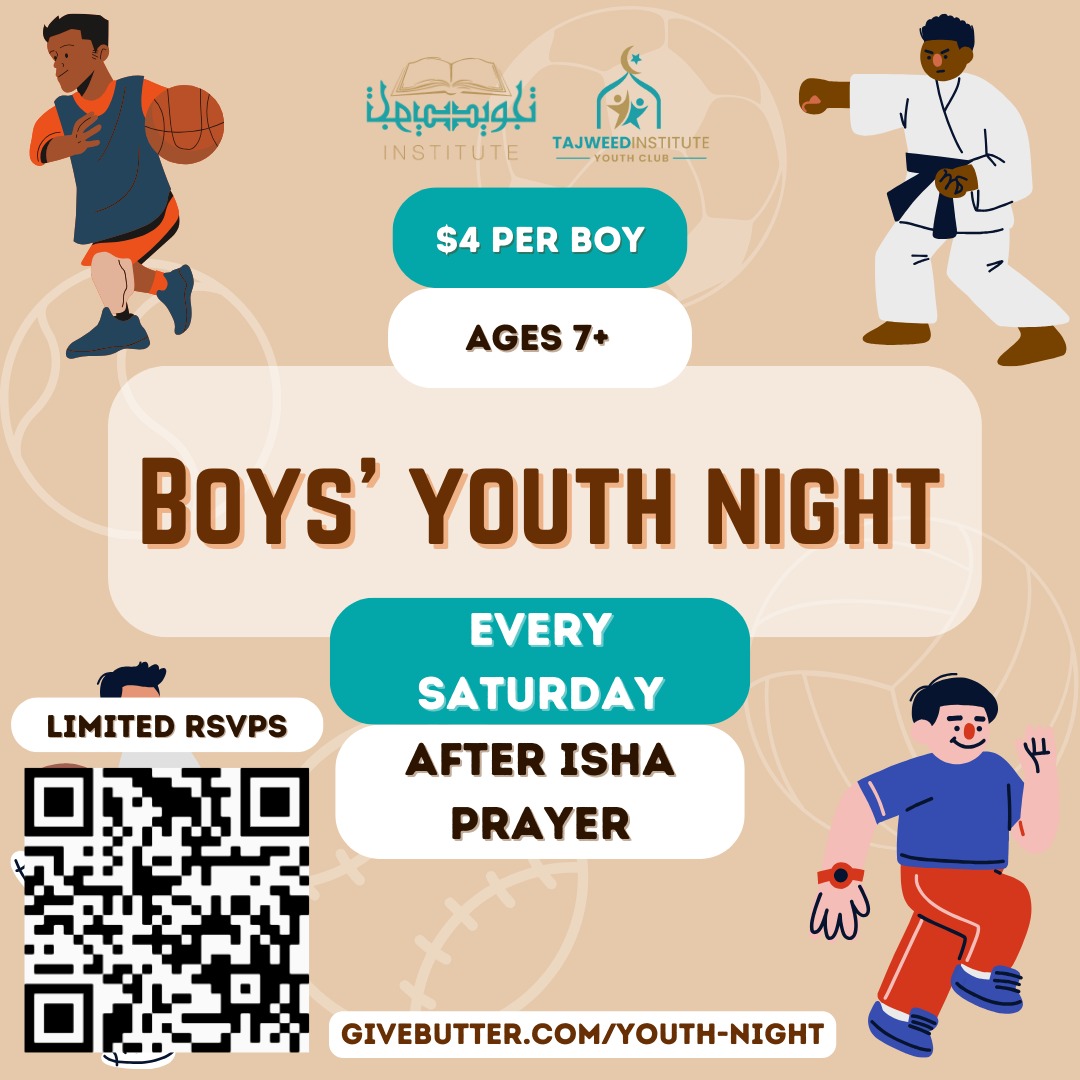 INSTITUTE
TAJWEEDINSTITUTE
YOUTH CLUB
$4 PER BOY
AGES 7+
BOYS' YOUTH NIGHT
EVERY
SATURDAY
AFTER ISHA
PRAYER
LIMITED RSVPS
GIVEBUTTER.COM/YOUTH-NIGHT